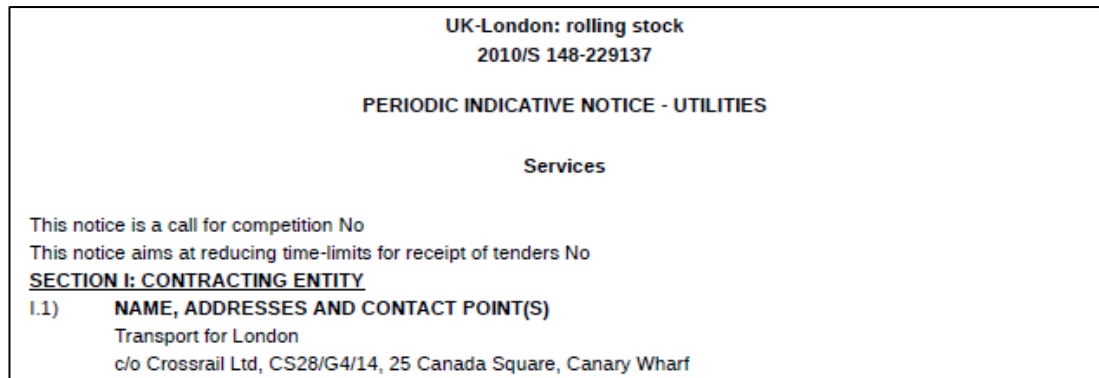 UK-London: rolling stock
2010/S 148-229137
PERIODIC INDICATIVE NOTICE - UTILITIES
Services
This notice is a call for competition No
This notice aims at reducing time-limits for receipt of tenders No
SECTION I: CONTRACTING ENTITY
I.1) NAME, ADDRESSES AND CONTACT POINT(S)
Transport for London
c/o Crossrail Ltd, CS28/G4/14, 25 Canada Square, Canary Wharf